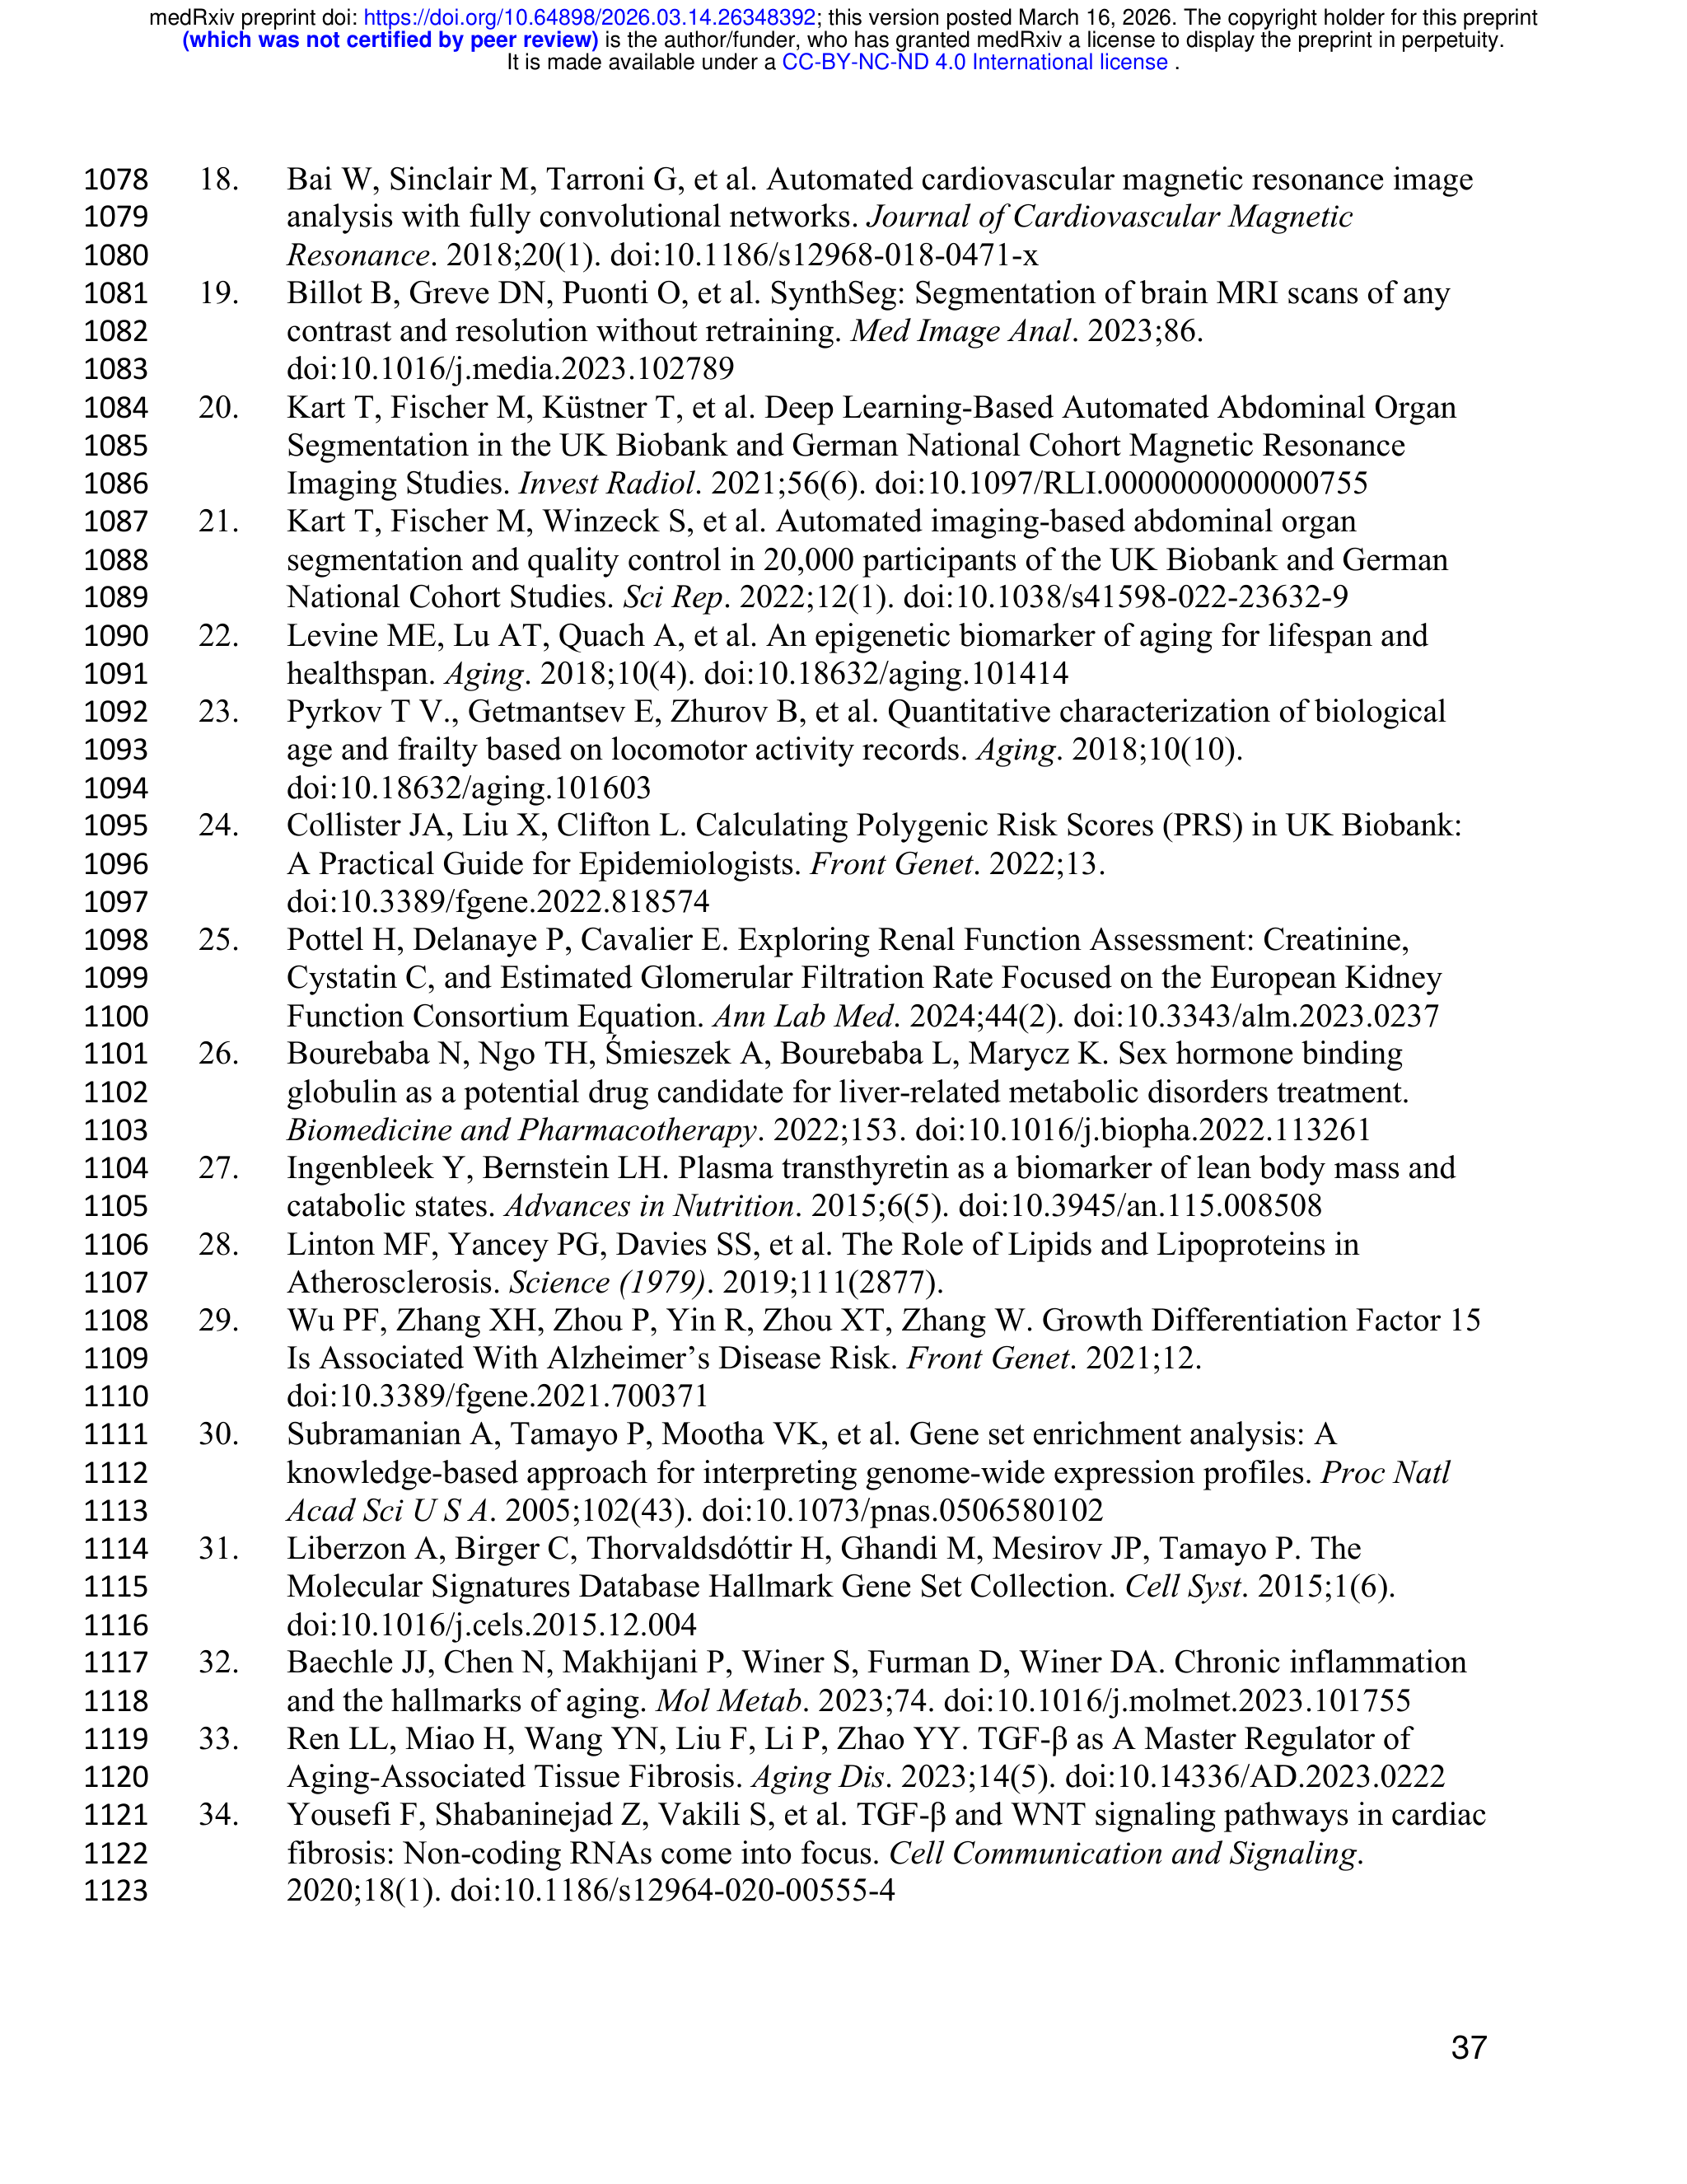 medRxiv preprint doi: https://doi.org/10.64898/2026.03.14.26348392; this version posted March 16, 2026. The copyright holder for this preprint
(which was not certified by peer review) is the author/funder, who has granted medRxiv a license to display the preprint in perpetuity.
It is made available under a CC-BY-NC-ND 4.0 International license .
1078 18. Bai W, Sinclair M, Tarroni G, et al. Automated cardiovascular magnetic resonance image
1079 analysis with fully convolutional networks. Journal of Cardiovascular Magnetic
1080 Resonance. 2018;20(1). doi:10.1186/s12968-018-0471-x
1081 19. Billot B, Greve DN, Puonti O, et al. SynthSeg: Segmentation of brain MRI scans of any
1082 contrast and resolution without retraining. Med Image Anal. 2023;86.
1083 doi:10.1016/j.media.2023.102789
1084 20. Kart T, Fischer M, Küstner T, et al. Deep Learning-Based Automated Abdominal Organ
1085 Segmentation in the UK Biobank and German National Cohort Magnetic Resonance
1086 Imaging Studies. Invest Radiol. 2021;56(6). doi:10.1097/RLI.0000000000000755
1087 21. Kart T, Fischer M, Winzeck S, et al. Automated imaging-based abdominal organ
1088 segmentation and quality control in 20,000 participants of the UK Biobank and German
1089 National Cohort Studies. Sci Rep. 2022;12(1). doi:10.1038/s41598-022-23632-9
1090 22. Levine ME, Lu AT, Quach A, et al. An epigenetic biomarker of aging for lifespan and
1091 healthspan. Aging. 2018;10(4). doi:10.18632/aging.101414
1092 23. Pyrkov T V., Getmantsev E, Zhurov B, et al. Quantitative characterization of biological
1093 age and frailty based on locomotor activity records. Aging. 2018;10(10).
1094 doi:10.18632/aging.101603
1095 24. Collister JA, Liu X, Clifton L. Calculating Polygenic Risk Scores (PRS) in UK Biobank:
1096 A Practical Guide for Epidemiologists. Front Genet. 2022;13.
1097 doi:10.3389/fgene.2022.818574
1098 25. Pottel H, Delanaye P, Cavalier E. Exploring Renal Function Assessment: Creatinine,
1099 Cystatin C, and Estimated Glomerular Filtration Rate Focused on the European Kidney
1100 Function Consortium Equation. Ann Lab Med. 2024;44(2). doi:10.3343/alm.2023.0237
1101 26. Bourebaba N, Ngo TH, Śmieszek A, Bourebaba L, Marycz K. Sex hormone binding
1102 globulin as a potential drug candidate for liver-related metabolic disorders treatment.
1103 Biomedicine and Pharmacotherapy. 2022;153. doi:10.1016/j.biopha.2022.113261
1104 27. Ingenbleek Y, Bernstein LH. Plasma transthyretin as a biomarker of lean body mass and
1105 catabolic states. Advances in Nutrition. 2015;6(5). doi:10.3945/an.115.008508
1106 28. Linton MF, Yancey PG, Davies SS, et al. The Role of Lipids and Lipoproteins in
1107 Atherosclerosis. Science (1979). 2019;111(2877).
1108 29. Wu PF, Zhang XH, Zhou P, Yin R, Zhou XT, Zhang W. Growth Differentiation Factor 15
1109 Is Associated With Alzheimer’s Disease Risk. Front Genet. 2021;12.
1110 doi:10.3389/fgene.2021.700371
1111 30. Subramanian A, Tamayo P, Mootha VK, et al. Gene set enrichment analysis: A
1112 knowledge-based approach for interpreting genome-wide expression profiles. Proc Natl
1113 Acad Sci U S A. 2005;102(43). doi:10.1073/pnas.0506580102
1114 31. Liberzon A, Birger C, Thorvaldsdóttir H, Ghandi M, Mesirov JP, Tamayo P. The
1115 Molecular Signatures Database Hallmark Gene Set Collection. Cell Syst. 2015;1(6).
1116 doi:10.1016/j.cels.2015.12.004
1117 32. Baechle JJ, Chen N, Makhijani P, Winer S, Furman D, Winer DA. Chronic inflammation
1118 and the hallmarks of aging. Mol Metab. 2023;74. doi:10.1016/j.molmet.2023.101755
1119 33. Ren LL, Miao H, Wang YN, Liu F, Li P, Zhao YY. TGF-β as A Master Regulator of
1120 Aging-Associated Tissue Fibrosis. Aging Dis. 2023;14(5). doi:10.14336/AD.2023.0222
1121 34. Yousefi F, Shabaninejad Z, Vakili S, et al. TGF-β and WNT signaling pathways in cardiac
1122 fibrosis: Non-coding RNAs come into focus. Cell Communication and Signaling.
1123 2020;18(1). doi:10.1186/s12964-020-00555-4
37